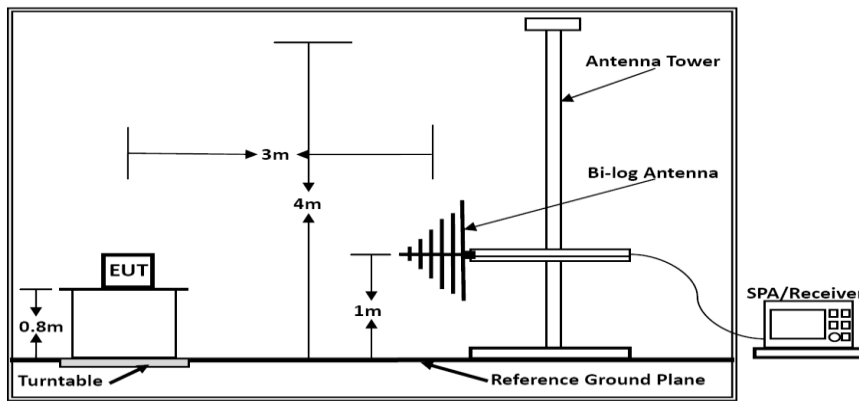 Antenna Tower
3m
Bi-log Antenna
4m
EUT
1m
0.8m
SPA/Receiver
Turntable
Reference Ground Plane